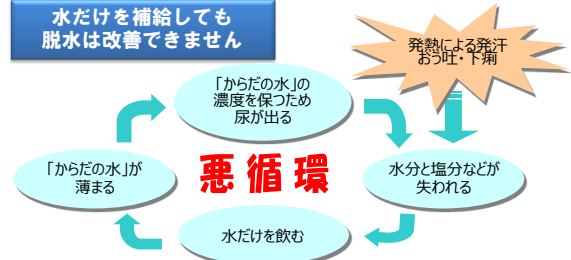 水だけを補給しても
脱水は改善できません
発熱による発汗
おう吐・下痢
「からだの水」の
濃度を保つため
尿が出る
「からだの水」が
薄まる
悪循環
水分と塩分などが
失われる
水だけを飲む